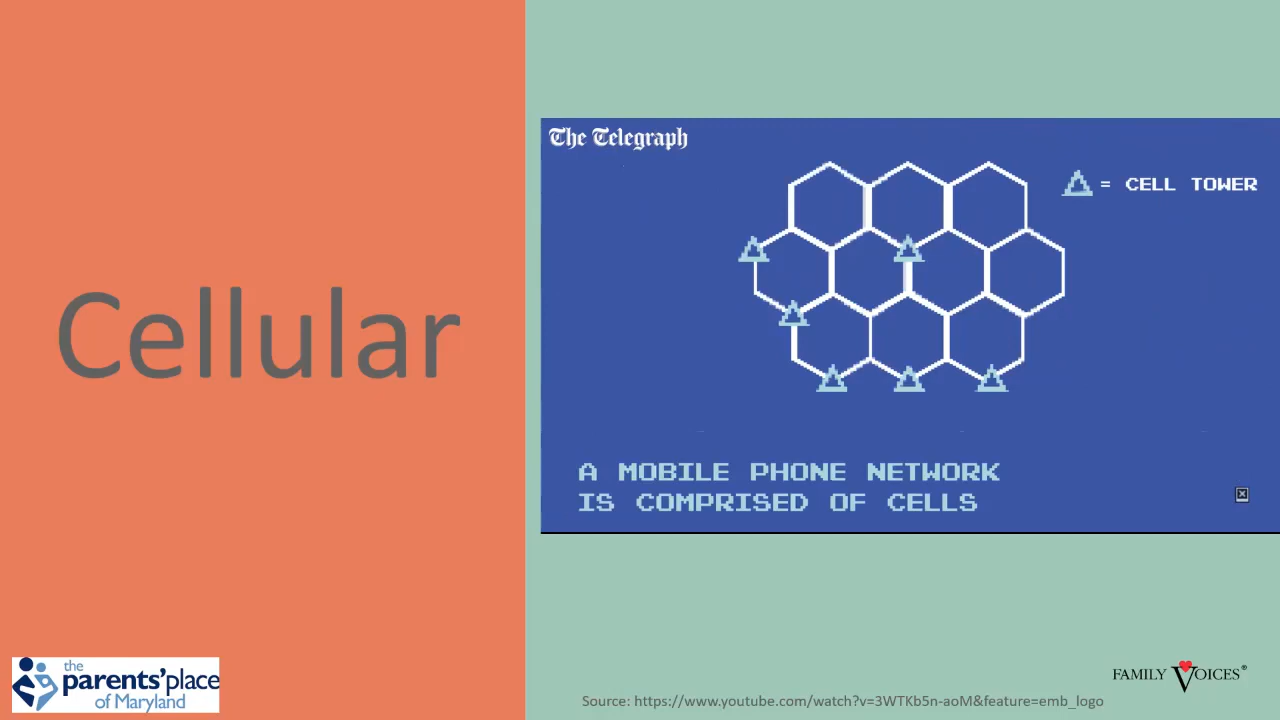 Cellular
The Telegraph
= CELL TOWER
A MOBILE PHONE NETWORK
IS COMPRISED OF CELLS
the
parents'place
of Maryland
Source: https://www.youtube.com/watch?v=3WTKb5n-aoM&feature=emb_logo
FAMILY VOICES®